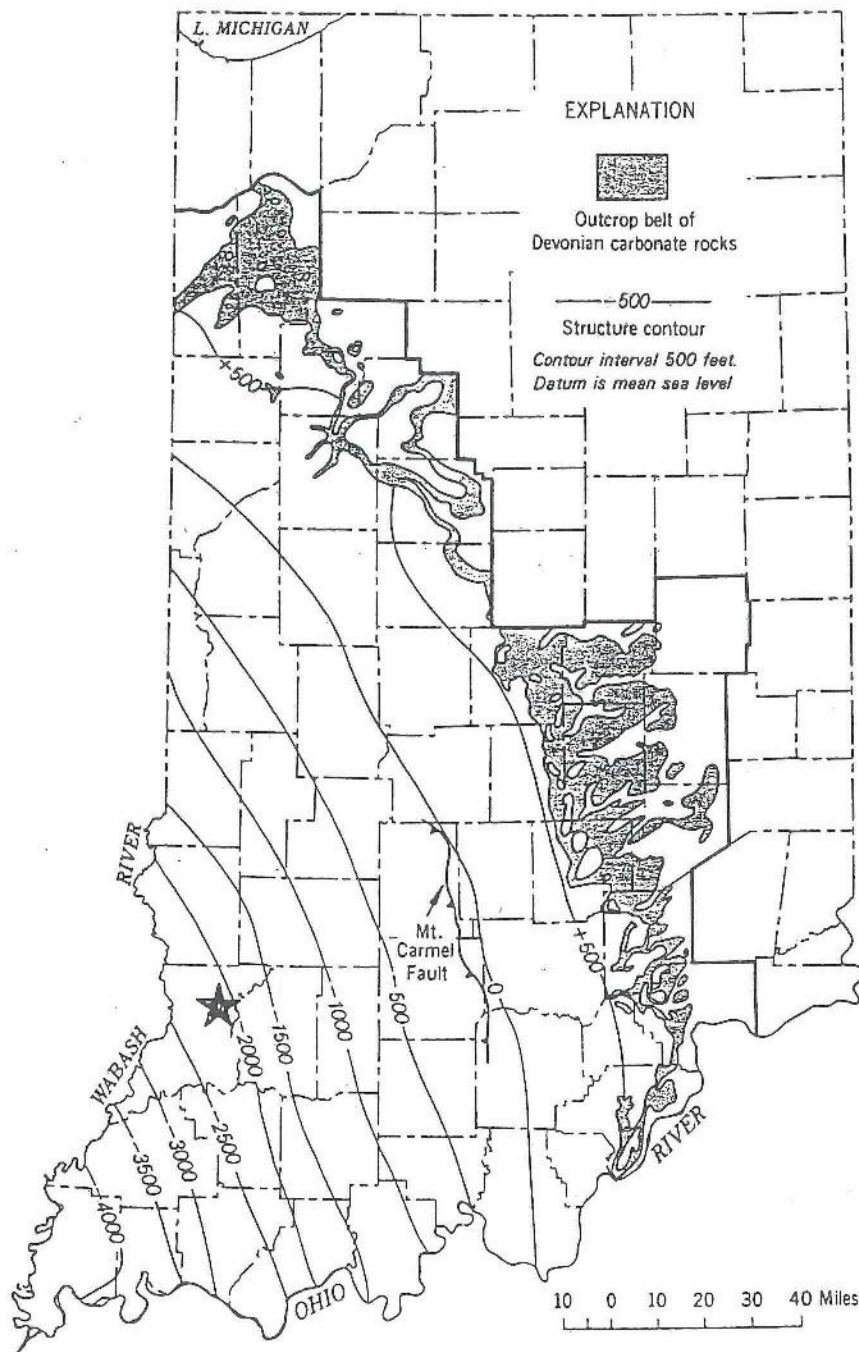 L. MICHIGAN
EXPLANATION
Outcrop belt of
Devonian carbonate rocks
500
Structure contour
Contour interval 500 feet.
Datum is mean sea level
+500
RIVER
Mt.
Carmel
Fault
0
+500
-500
-1000
-1500
-2000
-2500
-3000
-3500
-4000
WABASH
RIVER
OHIO
10 0 10 20 40 Miles